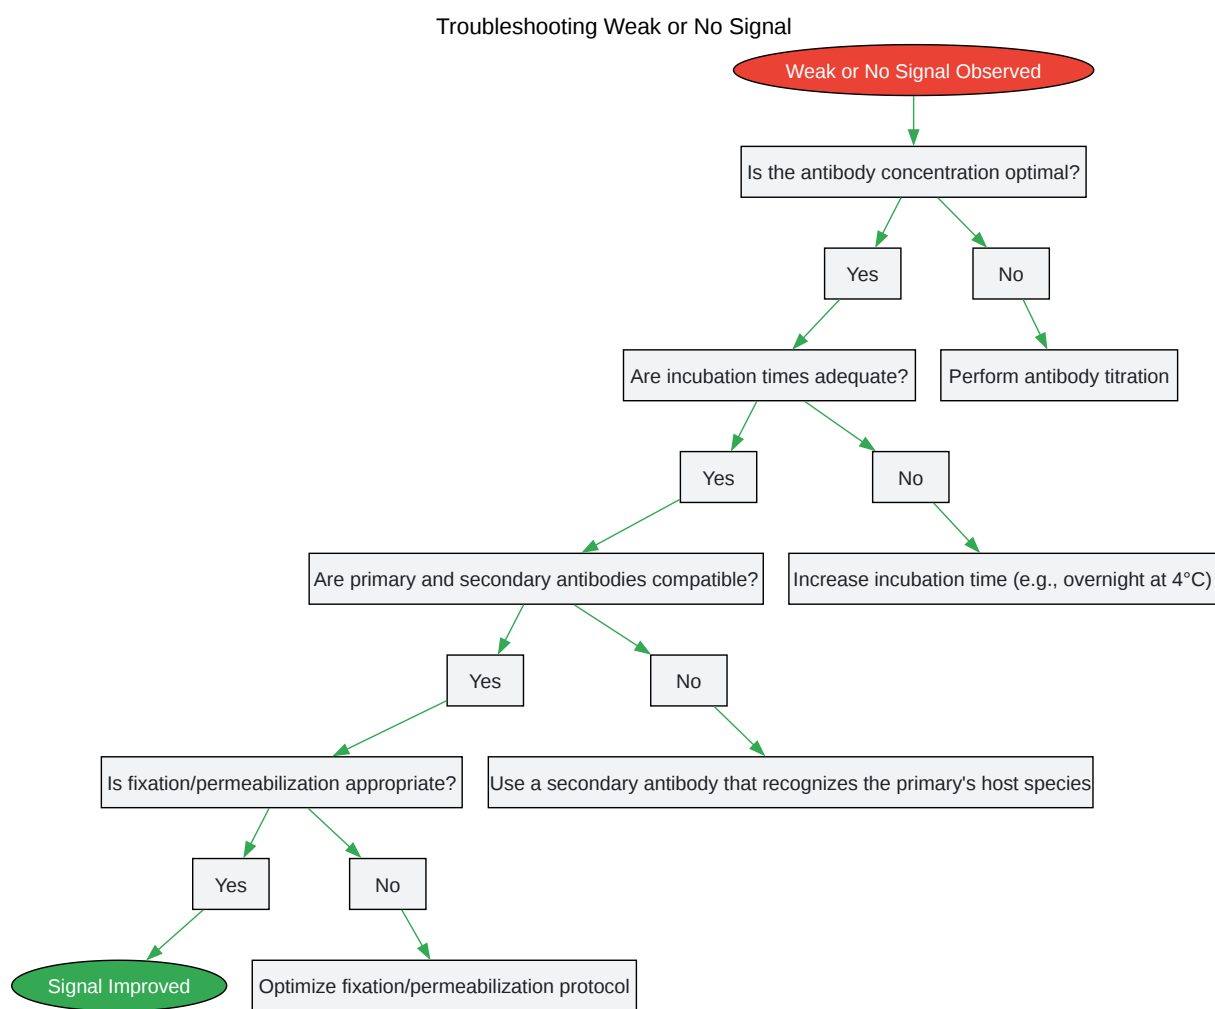 Troubleshooting Weak or No Signal
Weak or No Signal Observed
Is the antibody concentration optimal?
Yes
No
Are incubation times adequate?
Perform antibody titration
Yes
No
Are primary and secondary antibodies compatible?
Increase incubation time (e.g., overnight at 4°C)
Yes
No
Is fixation/permeabilization appropriate?
Use a secondary antibody that recognizes the primary's host species
Yes
No
Signal Improved
Optimize fixation/permeabilization protocol